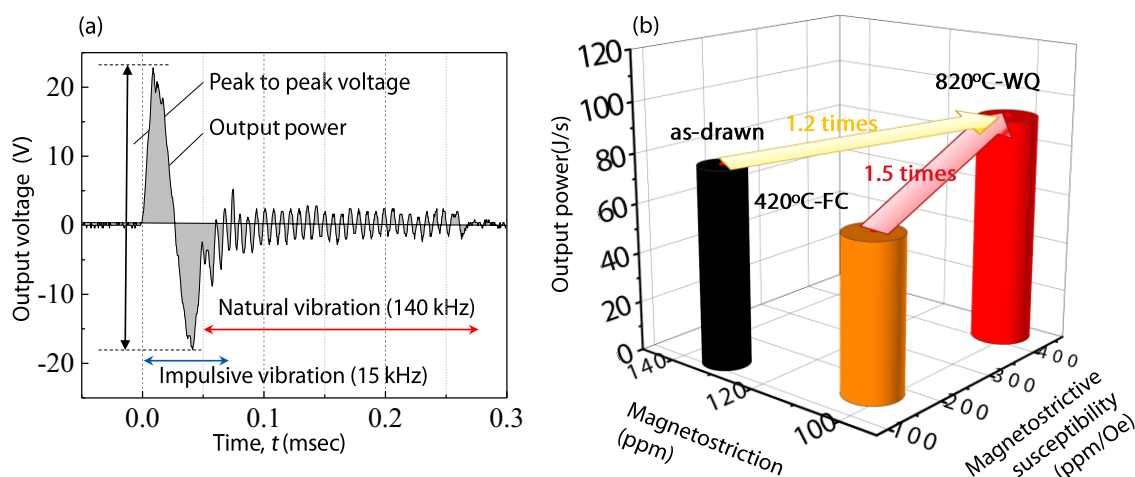 (a)
20
10
0
-10
-20
Output voltage (V)
Peak to peak voltage
Output power
Natural vibration (140 kHz)
Impulsive vibration (15 kHz)
0.0
0.1
0.2
0.3
Time, t (msec)
(b)
120
100
80
60
40
20
0
Output power(J/s)
820ºC-WQ
as-drawn
1.2 times
1.5 times
420ºC-FC
140
120
100
Magnetostriction
(ppm)
100
200
300
400
Magnetostrictive
susceptibility
(ppm/Oe)